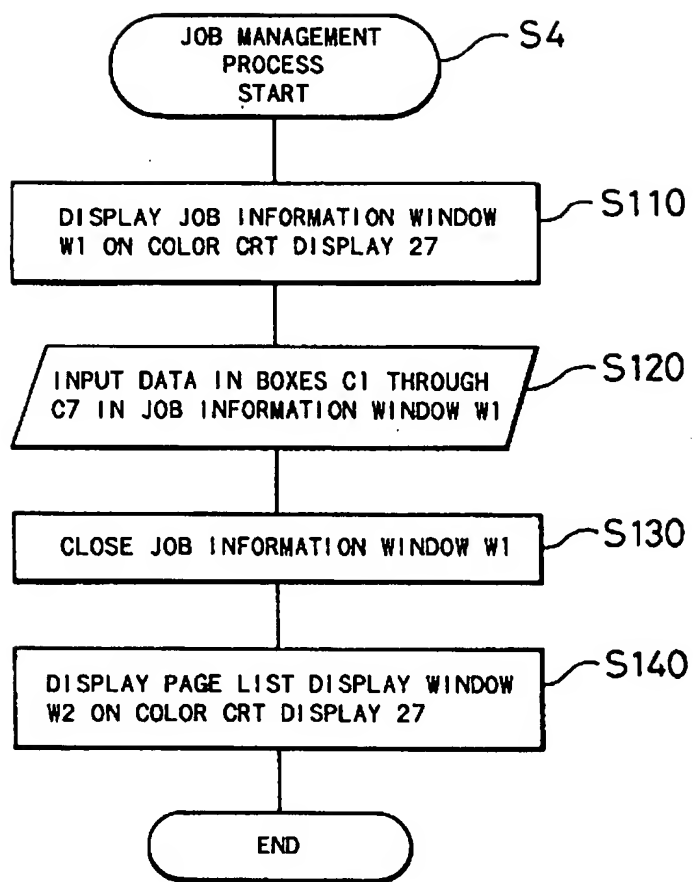 JOB MANAGEMENT
PROCESS
START
S4
DISPLAY JOB INFORMATION WINDOW
W1 ON COLOR CRT DISPLAY 27
S110
INPUT DATA IN BOXES C1 THROUGH
C7 IN JOB INFORMATION WINDOW W1
S120
CLOSE JOB INFORMATION WINDOW W1
S130
DISPLAY PAGE LIST DISPLAY WINDOW
W2 ON COLOR CRT DISPLAY 27
S140
END